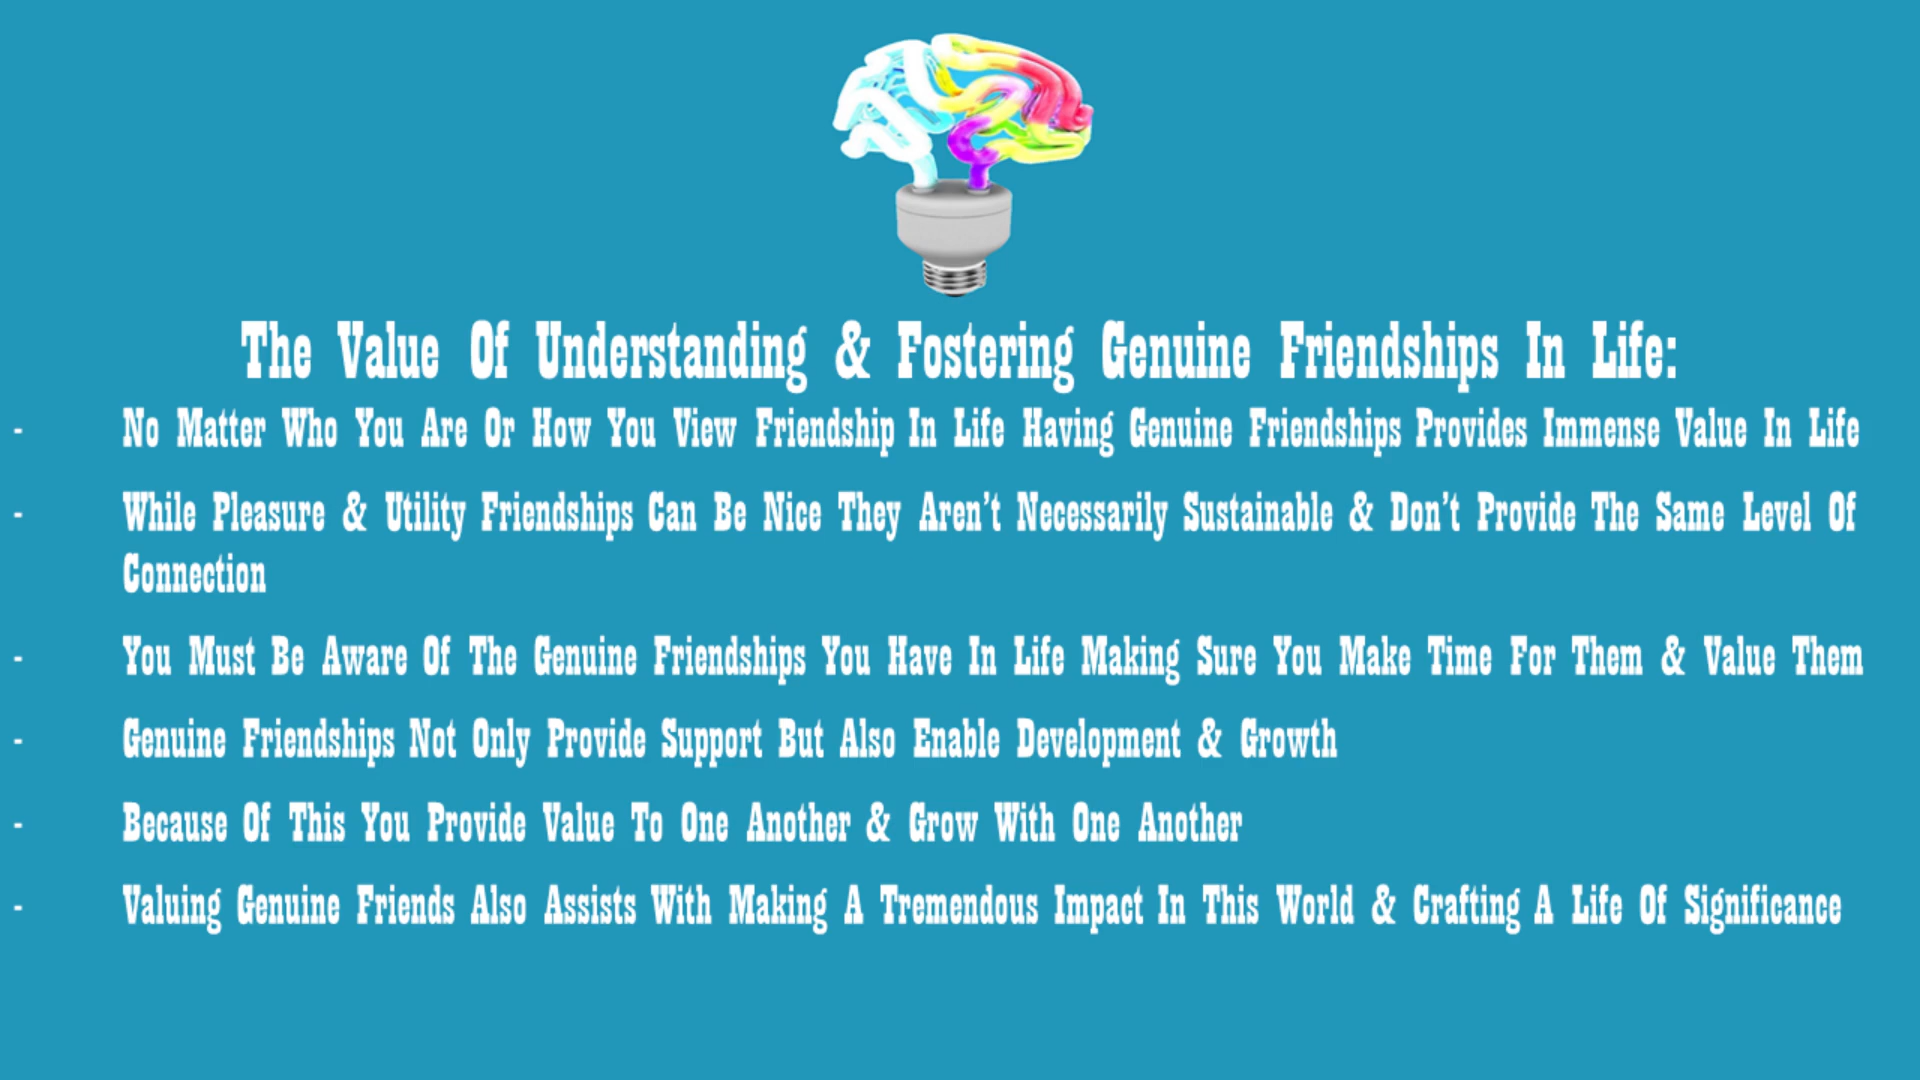 The Value Of Understanding & Fostering Genuine Friendships In Life:
- No Matter Who You Are Or How You View Friendship In Life Having Genuine Friendships Provides Immense Value In Life
- While Pleasure & Utility Friendships Can Be Nice They Aren’t Necessarily Sustainable & Don’t Provide The Same Level Of
Connection
- You Must Be Aware Of The Genuine Friendships You Have In Life Making Sure You Make Time For Them & Value Them
- Genuine Friendships Not Only Provide Support But Also Enable Development & Growth
- Because Of This You Provide Value To One Another & Grow With One Another
- Valuing Genuine Friends Also Assists With Making A Tremendous Impact In This World & Crafting A Life Of Significance